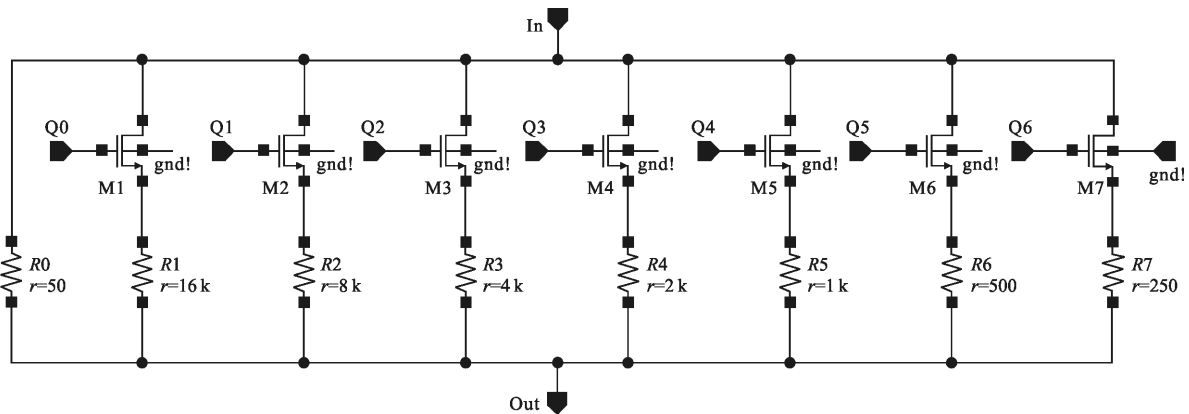 In
Q0
gnd!
M1
Q1
gnd!
M2
Q2
gnd!
M3
Q3
gnd!
M4
Q4
gnd!
M5
Q5
gnd!
M6
Q6
gnd!
M7
R0
r=50
R1
r=16 k
R2
r=8 k
R3
r=4 k
R4
r=2 k
R5
r=1 k
R6
r=500
R7
r=250
Out